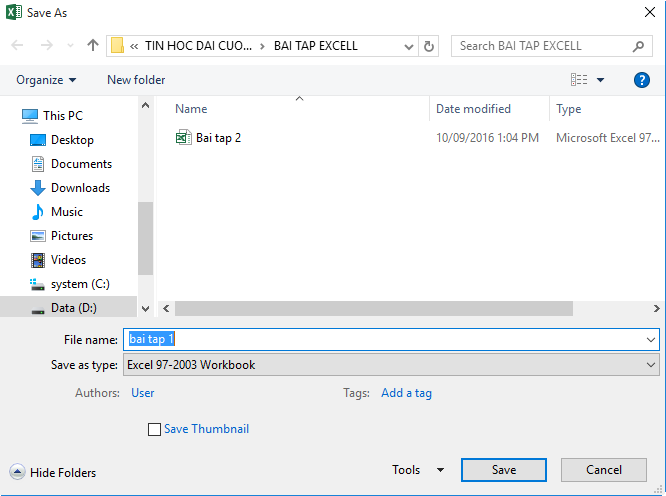 Save As
« TIN HOC DAI CUO... > BAI TAP EXCELL
Search BAI TAP EXCELL
Organize
New folder
?
This PC
Desktop
Documents
Downloads
Music
Pictures
Videos
system (C:)
Data (D:)
Name Date modified Type
Bai tap 2 10/09/2016 1:04 PM Microsoft Excel 97...
File name: bai tap 1
Save as type: Excel 97-2003 Workbook
Authors: User Tags: Add a tag
Save Thumbnail
Hide Folders Tools Save Cancel